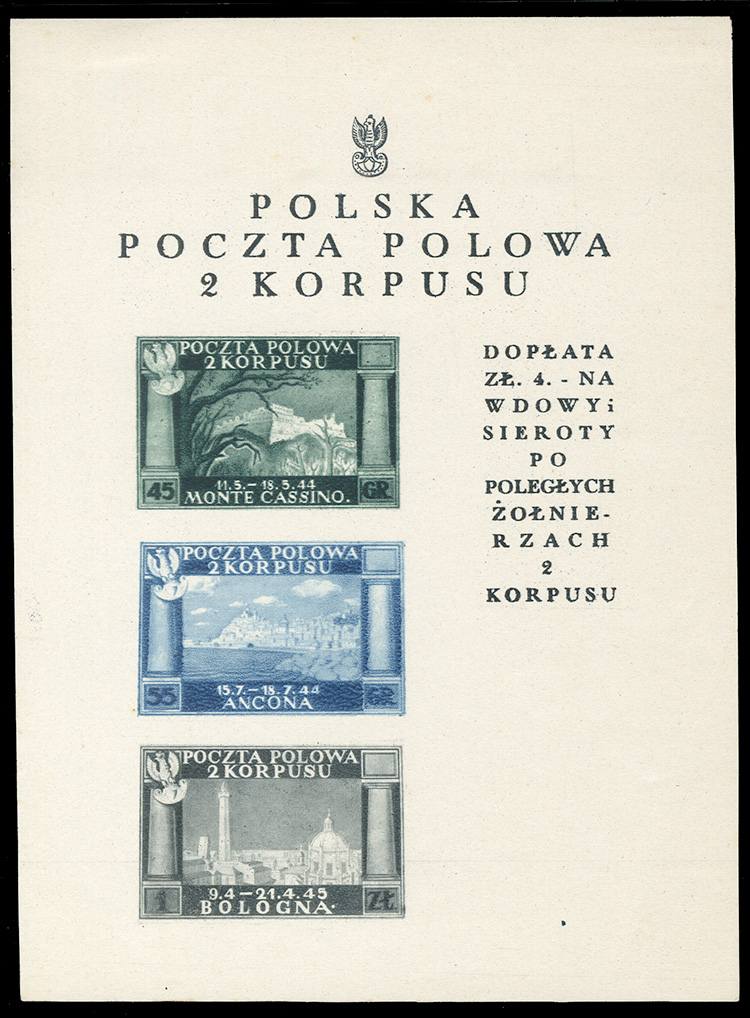 POLSKA
POCZTA POLOWA
2 KORPUSU
POCZTA POLOWA
2 KORPUSU
45
11.5.–18.5.44
GR.
MONTE CASSINO.
POCZTA POLOWA
2 KORPUSU
55
15.7.–18.7.44
GR.
ANCONA
POCZTA POLOWA
2 KORPUSU
1
9.4–21.4.45
ZŁ
BOLOGNA·
DOPŁATA
ZŁ. 4. - NA
WDOWY i
SIEROTY
PO
POLEGŁYCH
ŻOŁNIE-
RZACH
2
KORPUSU